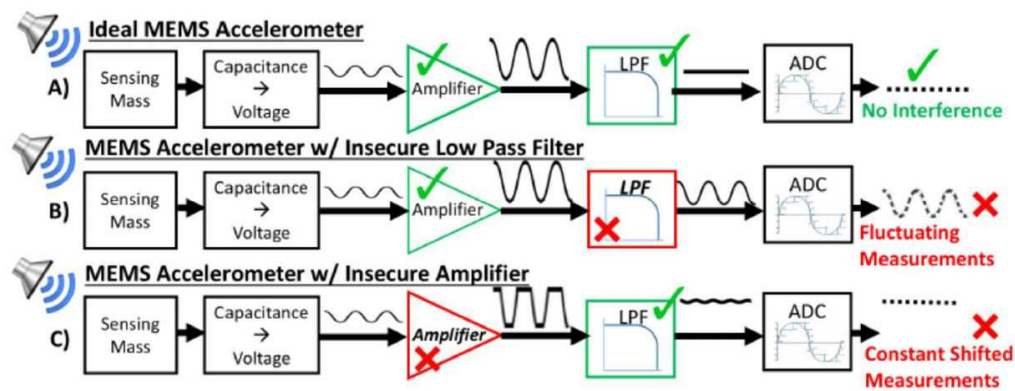 Ideal MEMS Accelerometer
A)
Sensing
Mass
Capacitance
→
Voltage
Amplifier
LPF
ADC
No Interference
MEMS Accelerometer w/ Insecure Low Pass Filter
B)
Sensing
Mass
Capacitance
→
Voltage
Amplifier
LPF
ADC
Fluctuating
Measurements
MEMS Accelerometer w/ Insecure Amplifier
C)
Sensing
Mass
Capacitance
→
Voltage
Amplifier
LPF
ADC
Constant Shifted
Measurements